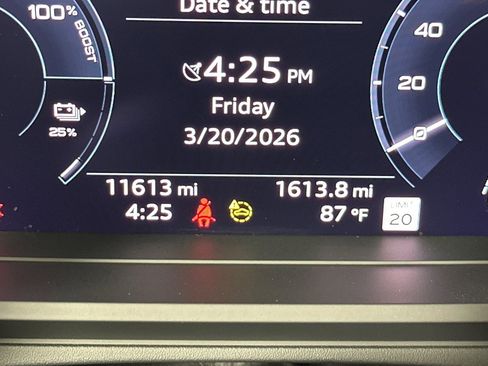 Date & time
100%
BOOST
40
4:25 PM
20
Friday
25%
3/20/2026
0
11613 mi
1613.8 mi
4:25
87 °F
LIMIT
20